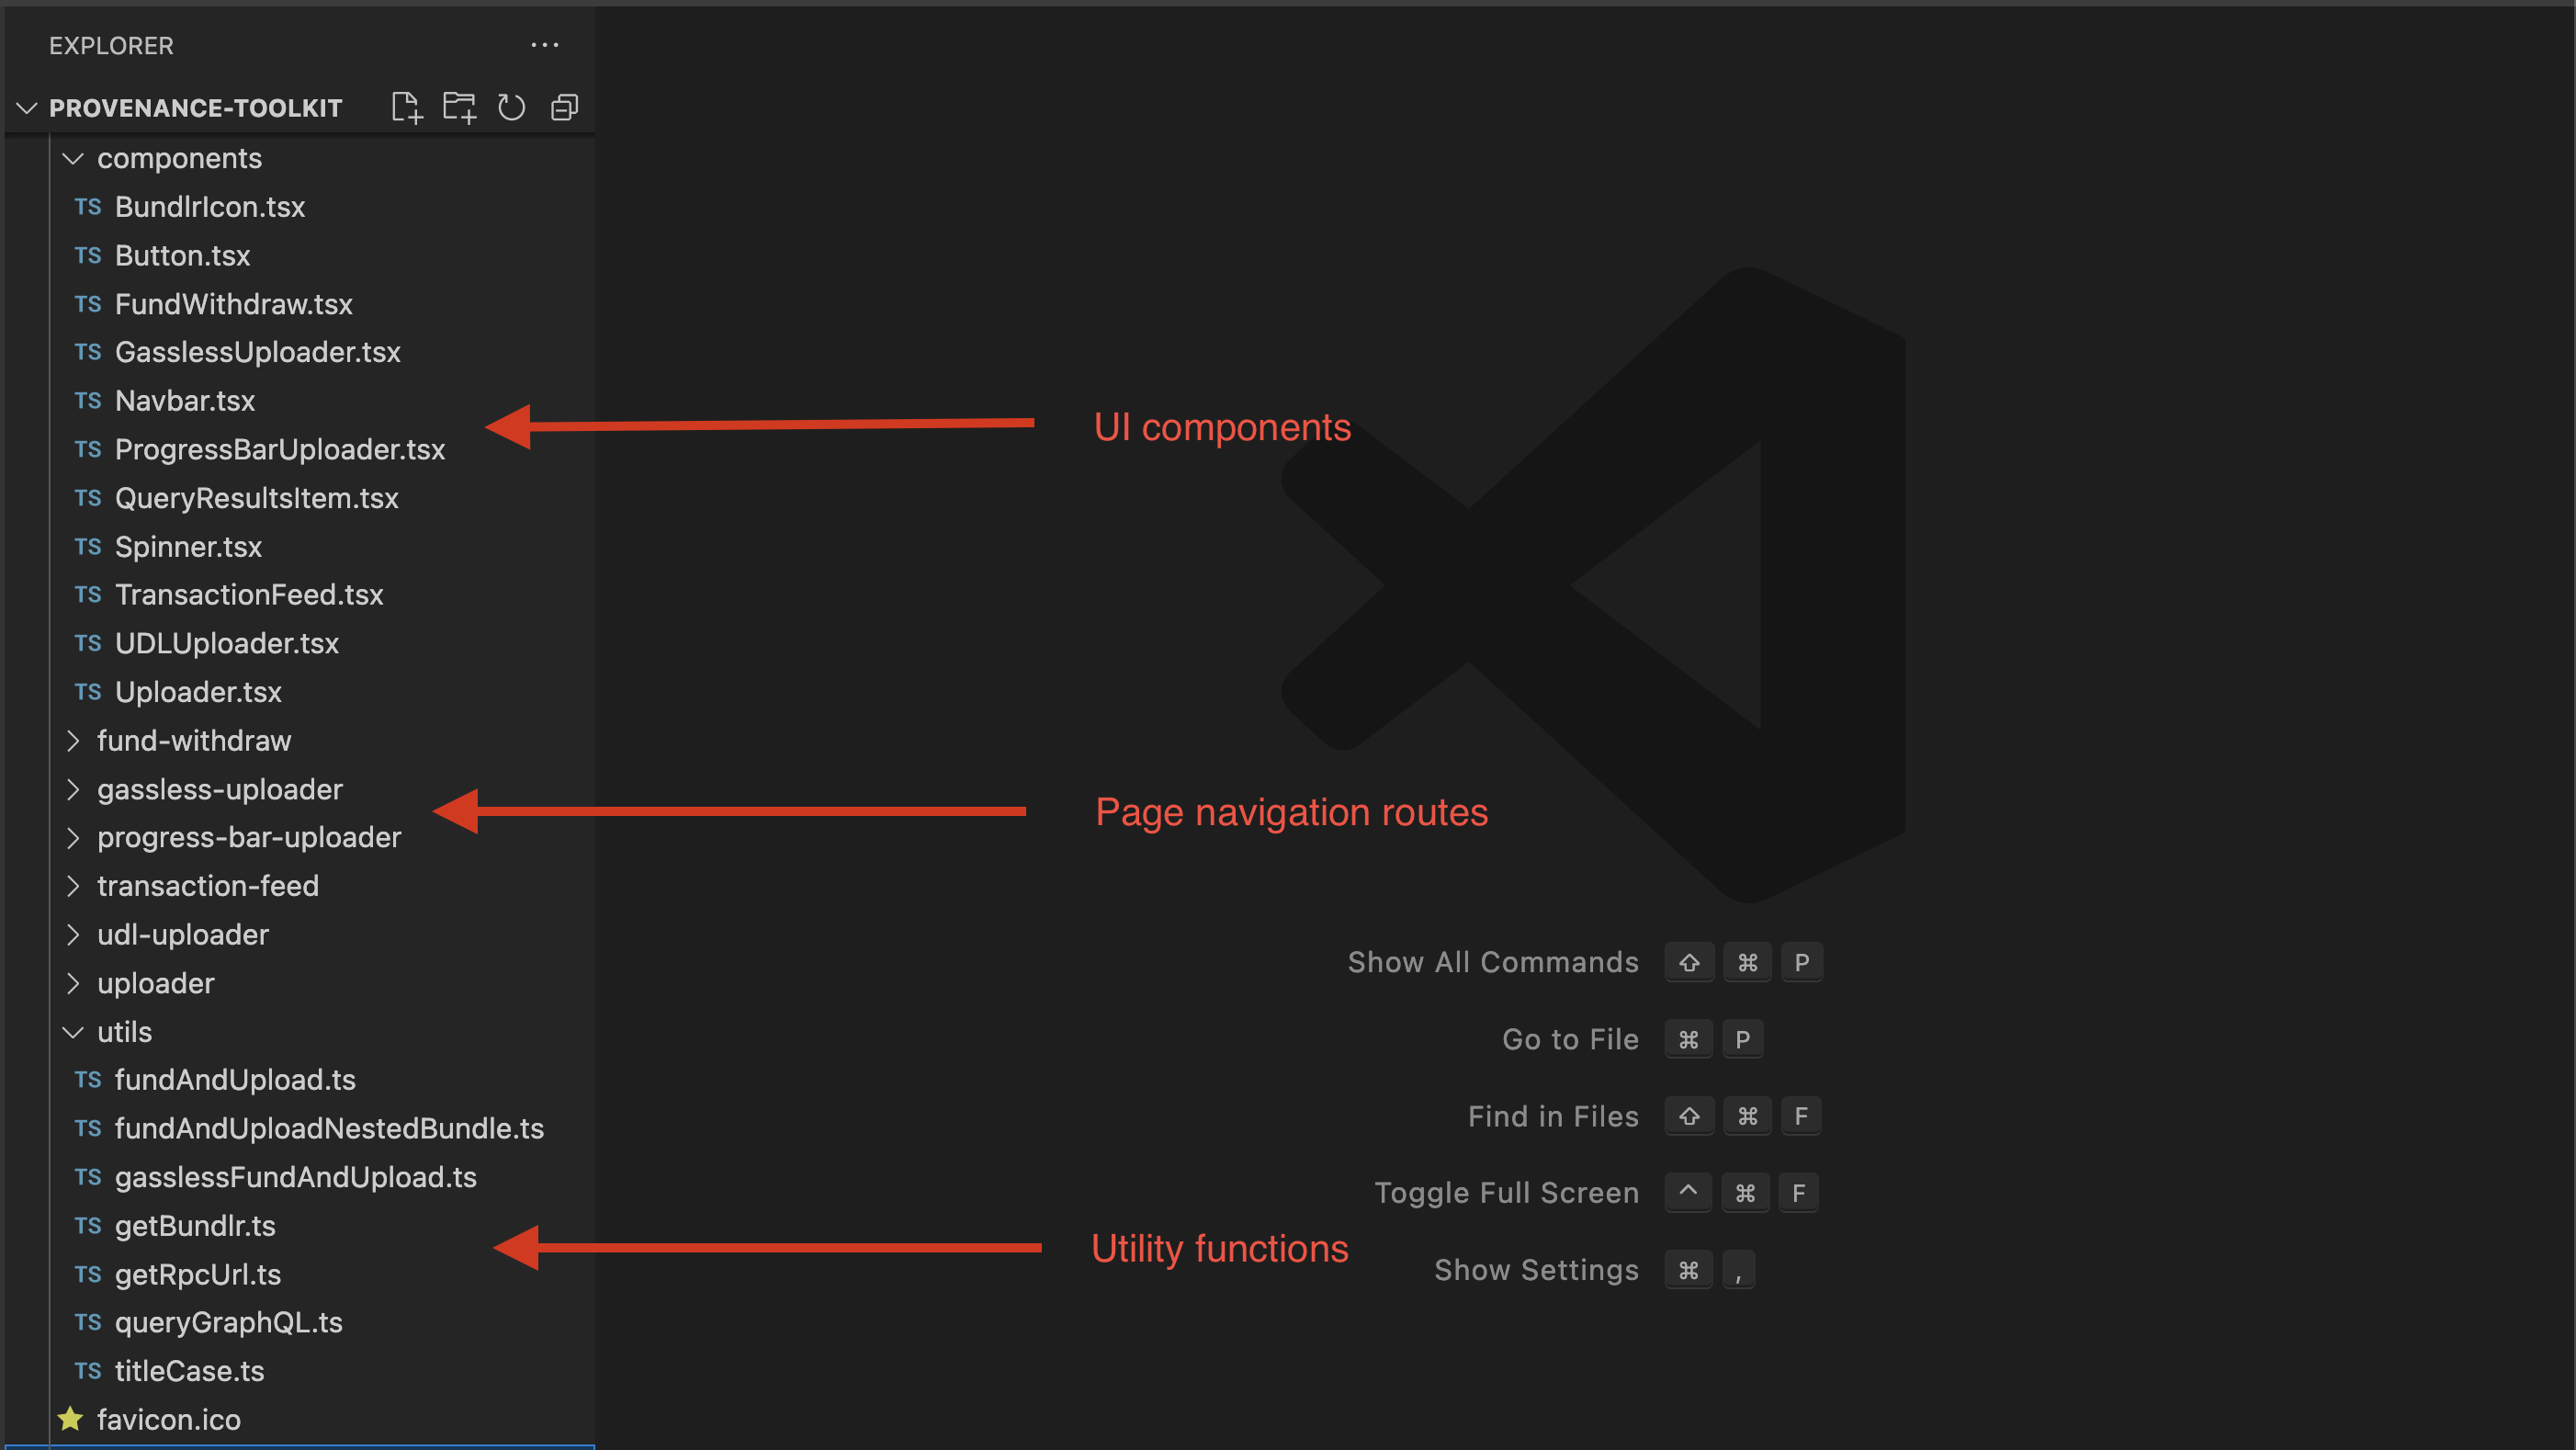 EXPLORER
PROVENANCE-TOOLKIT
components
TS BundlrIcon.tsx
TS Button.tsx
TS FundWithdraw.tsx
TS GasslessUploader.tsx
TS Navbar.tsx
TS ProgressBarUploader.tsx
TS QueryResultsItem.tsx
TS Spinner.tsx
TS TransactionFeed.tsx
TS UDLUploader.tsx
TS Uploader.tsx
fund-withdraw
gassless-uploader
progress-bar-uploader
transaction-feed
udl-uploader
uploader
utils
TS fundAndUpload.ts
TS fundAndUploadNestedBundle.ts
TS gasslessFundAndUpload.ts
TS getBundlr.ts
TS getRpcUrl.ts
TS queryGraphQL.ts
TS titleCase.ts
favicon.ico
UI components
Page navigation routes
Utility functions
Show All Commands ⇧ ⌘ P
Go to File ⌘ P
Find in Files ⇧ ⌘ F
Toggle Full Screen ^ ⌘ F
Show Settings ⌘ ,